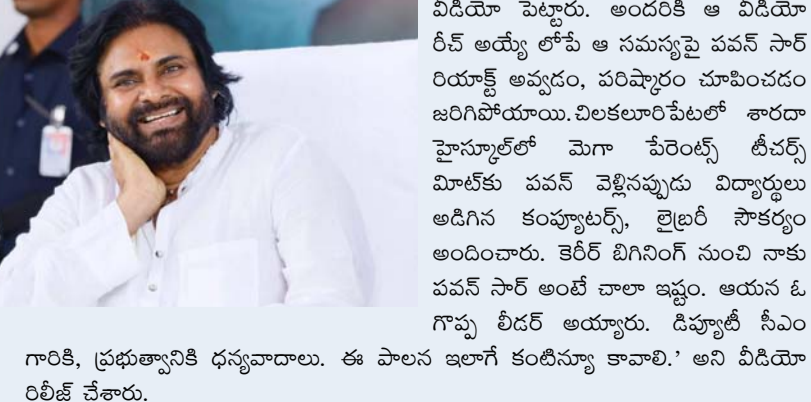 వీడియో పెట్టారు. అందరికీ ఆ వీడియో
రీచ్ అయ్యే లోపే ఆ సమస్యపై పవన్ సార్
రియాక్ట్ అవ్వడం, పరిష్కారం చూపించడం
జరిగిపోయాయి.చిలకలూరిపేటలో శారదా
హైస్కూల్‌లో మెగా పేరెంట్స్ టీచర్స్
మీట్‌కు పవన్ వెళ్లినప్పుడు విద్యార్థులు
అడిగిన కంప్యూటర్స్, లైబ్రరీ సౌకర్యం
అందించారు. కెరీర్ బిగినింగ్ నుంచి నాకు
పవన్ సార్ అంటే చాలా ఇష్టం. ఆయన ఓ
గొప్ప లీడర్ అయ్యారు. డిప్యూటీ సీఎం
గారికి, ప్రభుత్వానికి ధన్యవాదాలు. ఈ పాలన ఇలాగే కంటిన్యూ కావాలి.’ అని వీడియో
రిలీజ్ చేశారు.